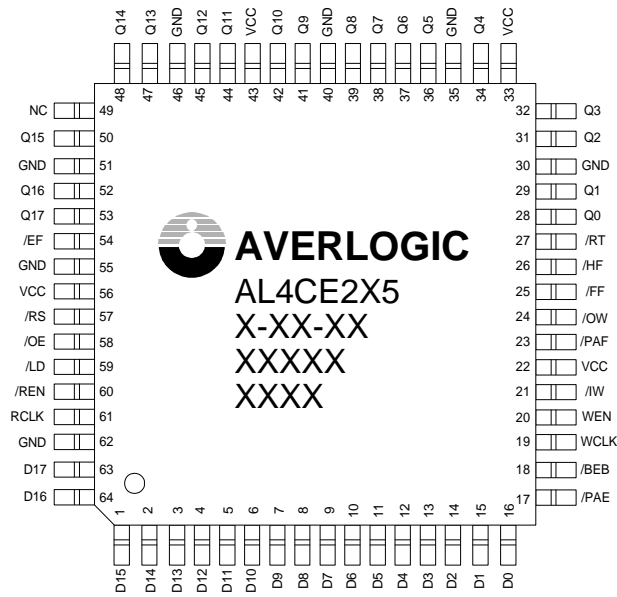 Q14 Q13 GND Q12 Q11 VCC Q10 Q9 GND Q8 Q7 Q6 Q5 GND Q4 VCC
48 47 46 45 44 43 42 41 40 39 38 37 36 35 34 33
NC 49 32 Q3
Q15 50 31 Q2
GND 51 30 GND
Q16 52 29 Q1
Q17 53 28 Q0
/EF 54 27 /RT
GND 55 26 /HF
VCC 56 25 /FF
/RS 57 24 /OW
/OE 58 23 /PAF
/LD 59 22 VCC
/REN 60 21 /IW
RCLK 61 20 WEN
GND 62 19 WCLK
D17 63 18 /BEB
D16 64 17 /PAE
AVERLOGIC
AL4CE2X5
X-XX-XX
XXXXX
XXXX
1 2 3 4 5 6 7 8 9 10 11 12 13 14 15 16
D15 D14 D13 D12 D11 D10 D9 D8 D7 D6 D5 D4 D3 D2 D1 D0